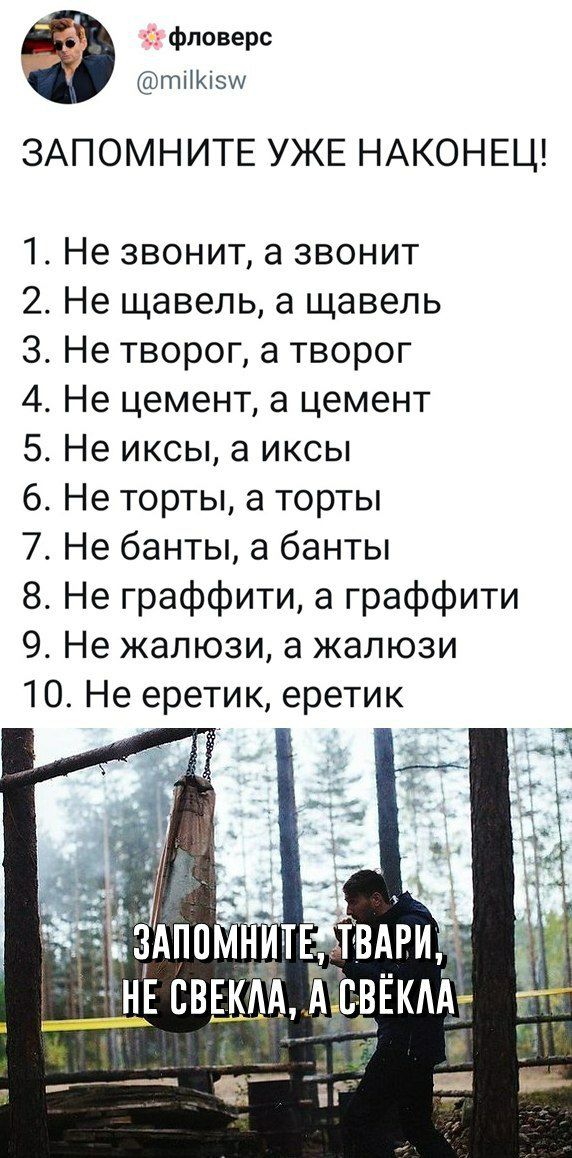 🌸фловерс
@milkisw
ЗАПОМНИТЕ УЖЕ НАКОНЕЦ!
1. Не звонит, а звонит
2. Не щавель, а щавель
3. Не творог, а творог
4. Не цемент, а цемент
5. Не иксы, а иксы
6. Не торты, а торты
7. Не банты, а банты
8. Не граффити, а граффити
9. Не жалюзи, а жалюзи
10. Не еретик, еретик
ЗАПОМНИТЕ, ТВАРИ,
НЕ СВЕКЛА, А СВЁКЛА